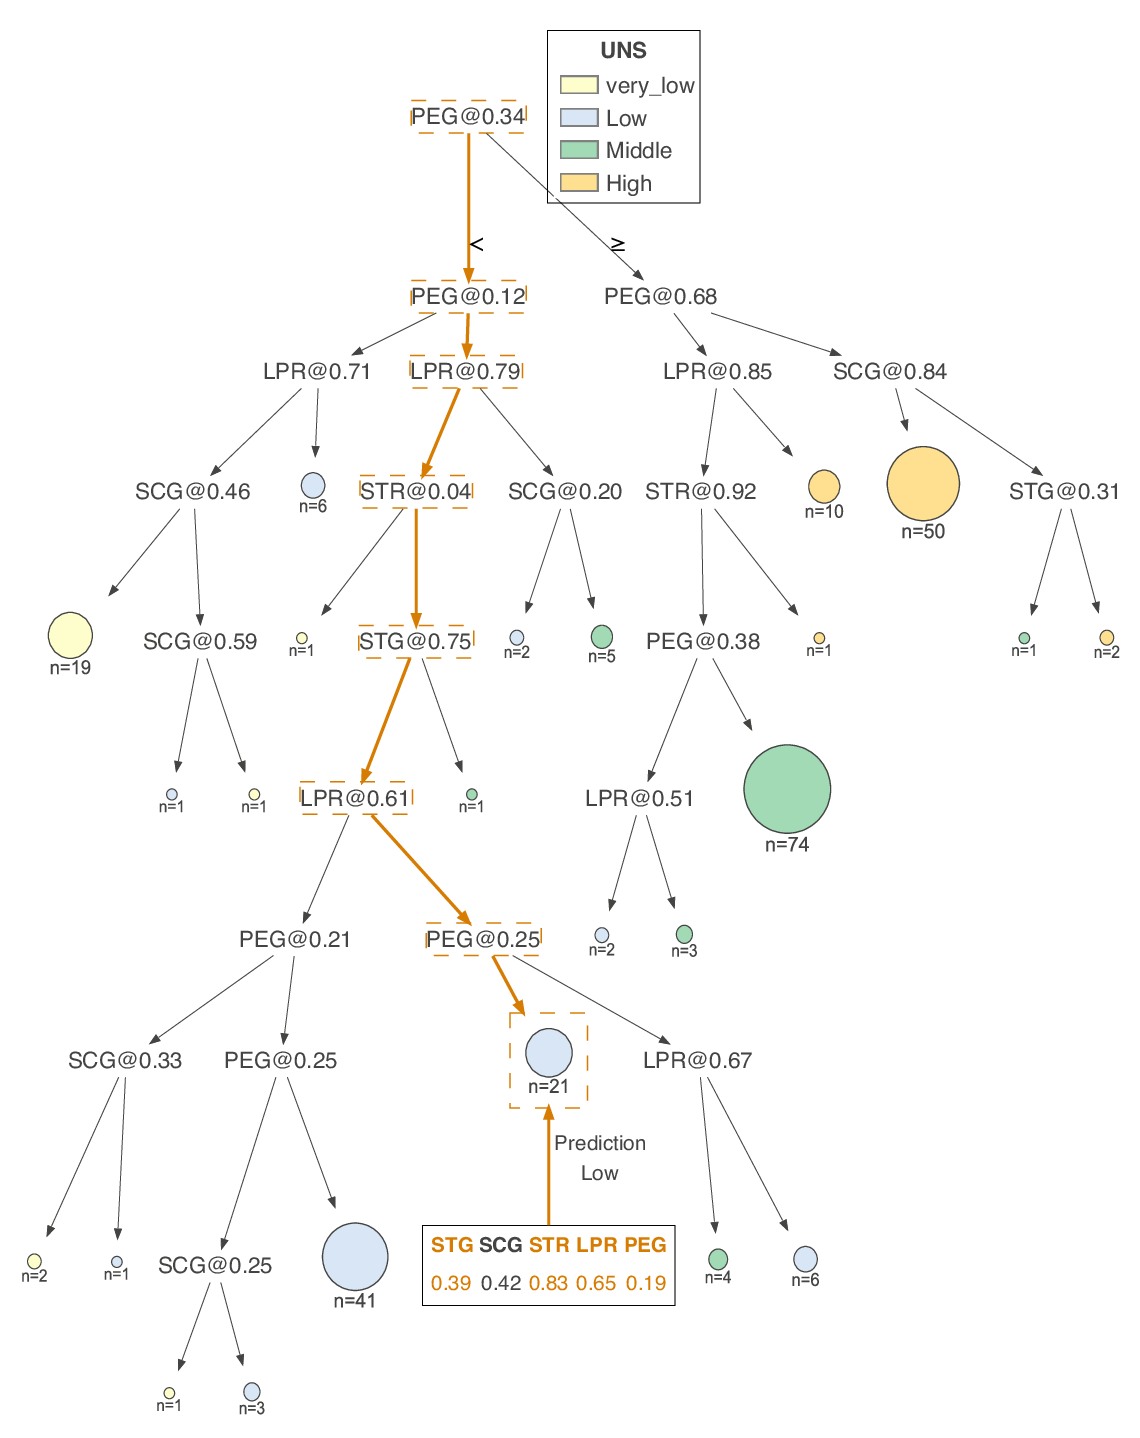 UNS
very_low
Low
Middle
High
PEG@0.34
< ≥
PEG@0.12 PEG@0.68
LPR@0.71 LPR@0.79 LPR@0.85 SCG@0.84
SCG@0.46 n=6 STR@0.04 SCG@0.20 STR@0.92 n=10 n=50 STG@0.31
n=19 SCG@0.59 n=1 STG@0.75 n=2 n=5 PEG@0.38 n=1 n=1 n=2
n=1 n=1 LPR@0.61 n=1 LPR@0.51 n=74
PEG@0.21 PEG@0.25 n=2 n=3
SCG@0.33 PEG@0.25 n=21 LPR@0.67
Prediction
Low
STG SCG STR LPR PEG
0.39 0.42 0.83 0.65 0.19
n=2 n=1 SCG@0.25 n=41 n=4 n=6
n=1 n=3